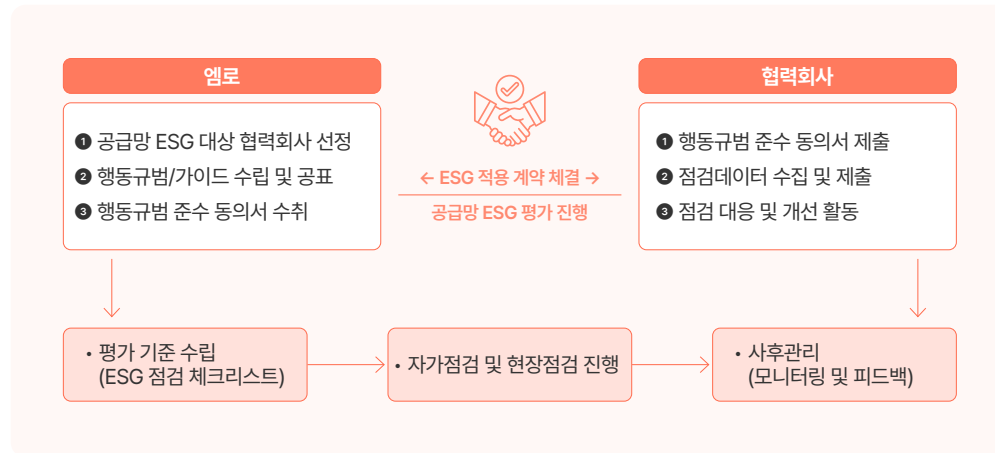 엠로
❶ 공급망 ESG 대상 협력회사 선정
❷ 행동규범/가이드 수립 및 공표
❸ 행동규범 준수 동의서 수취
← ESG 적용 계약 체결 →
공급망 ESG 평가 진행
협력회사
❶ 행동규범 준수 동의서 제출
❷ 점검데이터 수집 및 제출
❸ 점검 대응 및 개선 활동
• 평가 기준 수립
(ESG 점검 체크리스트)
• 자가점검 및 현장점검 진행
• 사후관리
(모니터링 및 피드백)